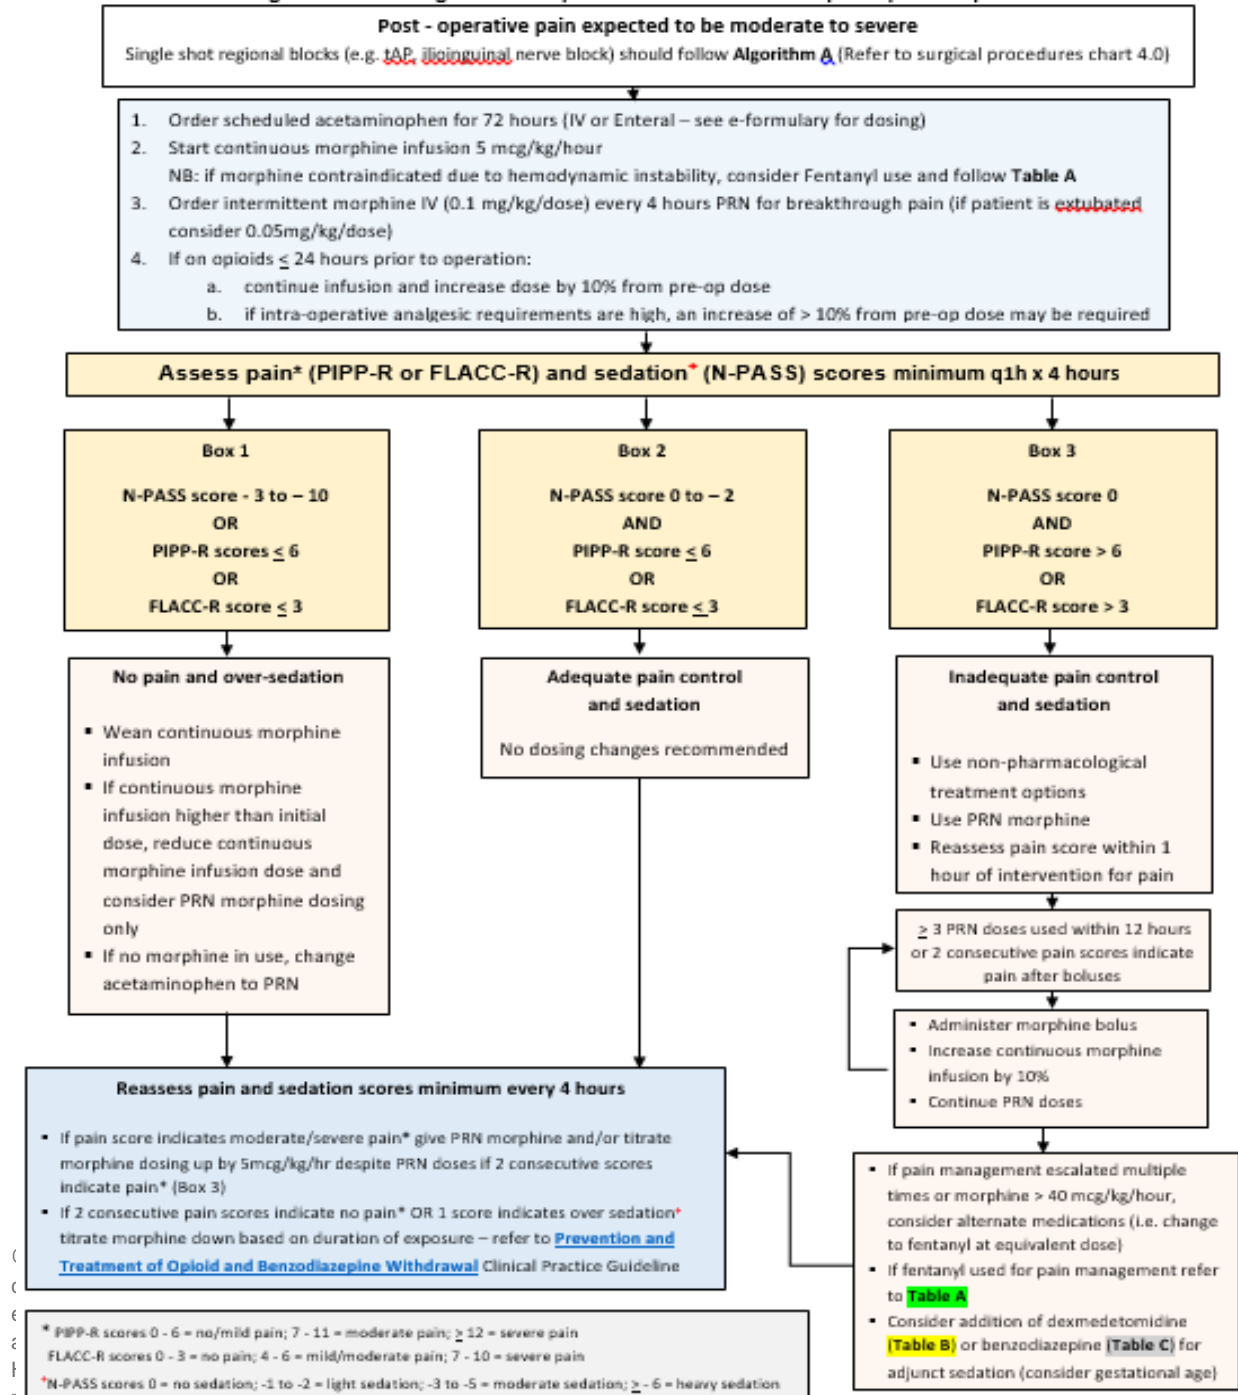 Post - operative pain expected to be moderate to severe
Single shot regional blocks (e.g. tAP, ilioinguinal nerve block) should follow Algorithm A (Refer to surgical procedures chart 4.0)
1. Order scheduled acetaminophen for 72 hours (IV or Enteral – see e-formulary for dosing)
2. Start continuous morphine infusion 5 mcg/kg/hour
NB: if morphine contraindicated due to hemodynamic instability, consider Fentanyl use and follow Table A
3. Order intermittent morphine IV (0.1 mg/kg/dose) every 4 hours PRN for breakthrough pain (if patient is extubated
consider 0.05mg/kg/dose)
4. If on opioids ≤ 24 hours prior to operation:
a. continue infusion and increase dose by 10% from pre-op dose
b. if intra-operative analgesic requirements are high, an increase of > 10% from pre-op dose may be required
Assess pain* (PIPP-R or FLACC-R) and sedation+ (N-PASS) scores minimum q1h x 4 hours
Box 1
N-PASS score - 3 to – 10
OR
PIPP-R scores ≤ 6
OR
FLACC-R score ≤ 3
Box 2
N-PASS score 0 to – 2
AND
PIPP-R score ≤ 6
OR
FLACC-R score ≤ 3
Box 3
N-PASS score 0
AND
PIPP-R score > 6
OR
FLACC-R score > 3
No pain and over-sedation
▪ Wean continuous morphine
infusion
▪ If continuous morphine
infusion higher than initial
dose, reduce continuous
morphine infusion dose and
consider PRN morphine dosing
only
▪ If no morphine in use, change
acetaminophen to PRN
Adequate pain control
and sedation
No dosing changes recommended
Inadequate pain control
and sedation
▪ Use non-pharmacological
treatment options
▪ Use PRN morphine
▪ Reassess pain score within 1
hour of intervention for pain
≥ 3 PRN doses used within 12 hours
or 2 consecutive pain scores indicate
pain after boluses
▪ Administer morphine bolus
▪ Increase continuous morphine
infusion by 10%
▪ Continue PRN doses
▪ If pain management escalated multiple
times or morphine > 40 mcg/kg/hour,
consider alternate medications (i.e. change
to fentanyl at equivalent dose)
▪ If fentanyl used for pain management refer
to Table A
▪ Consider addition of dexmedetomidine
(Table B) or benzodiazepine (Table C) for
adjunct sedation (consider gestational age)
Reassess pain and sedation scores minimum every 4 hours
▪ If pain score indicates moderate/severe pain* give PRN morphine and/or titrate
morphine dosing up by 5mcg/kg/hr despite PRN doses if 2 consecutive scores
indicate pain* (Box 3)
▪ If 2 consecutive pain scores indicate no pain* OR 1 score indicates over sedation+
titrate morphine down based on duration of exposure – refer to Prevention and
Treatment of Opioid and Benzodiazepine Withdrawal Clinical Practice Guideline
* PIPP-R scores 0 - 6 = no/mild pain; 7 - 11 = moderate pain; ≥ 12 = severe pain
FLACC-R scores 0 - 3 = no pain; 4 - 6 = mild/moderate pain; 7 - 10 = severe pain
+N-PASS scores 0 = no sedation; -1 to -2 = light sedation; -3 to -5 = moderate sedation; ≥ - 6 = heavy sedation